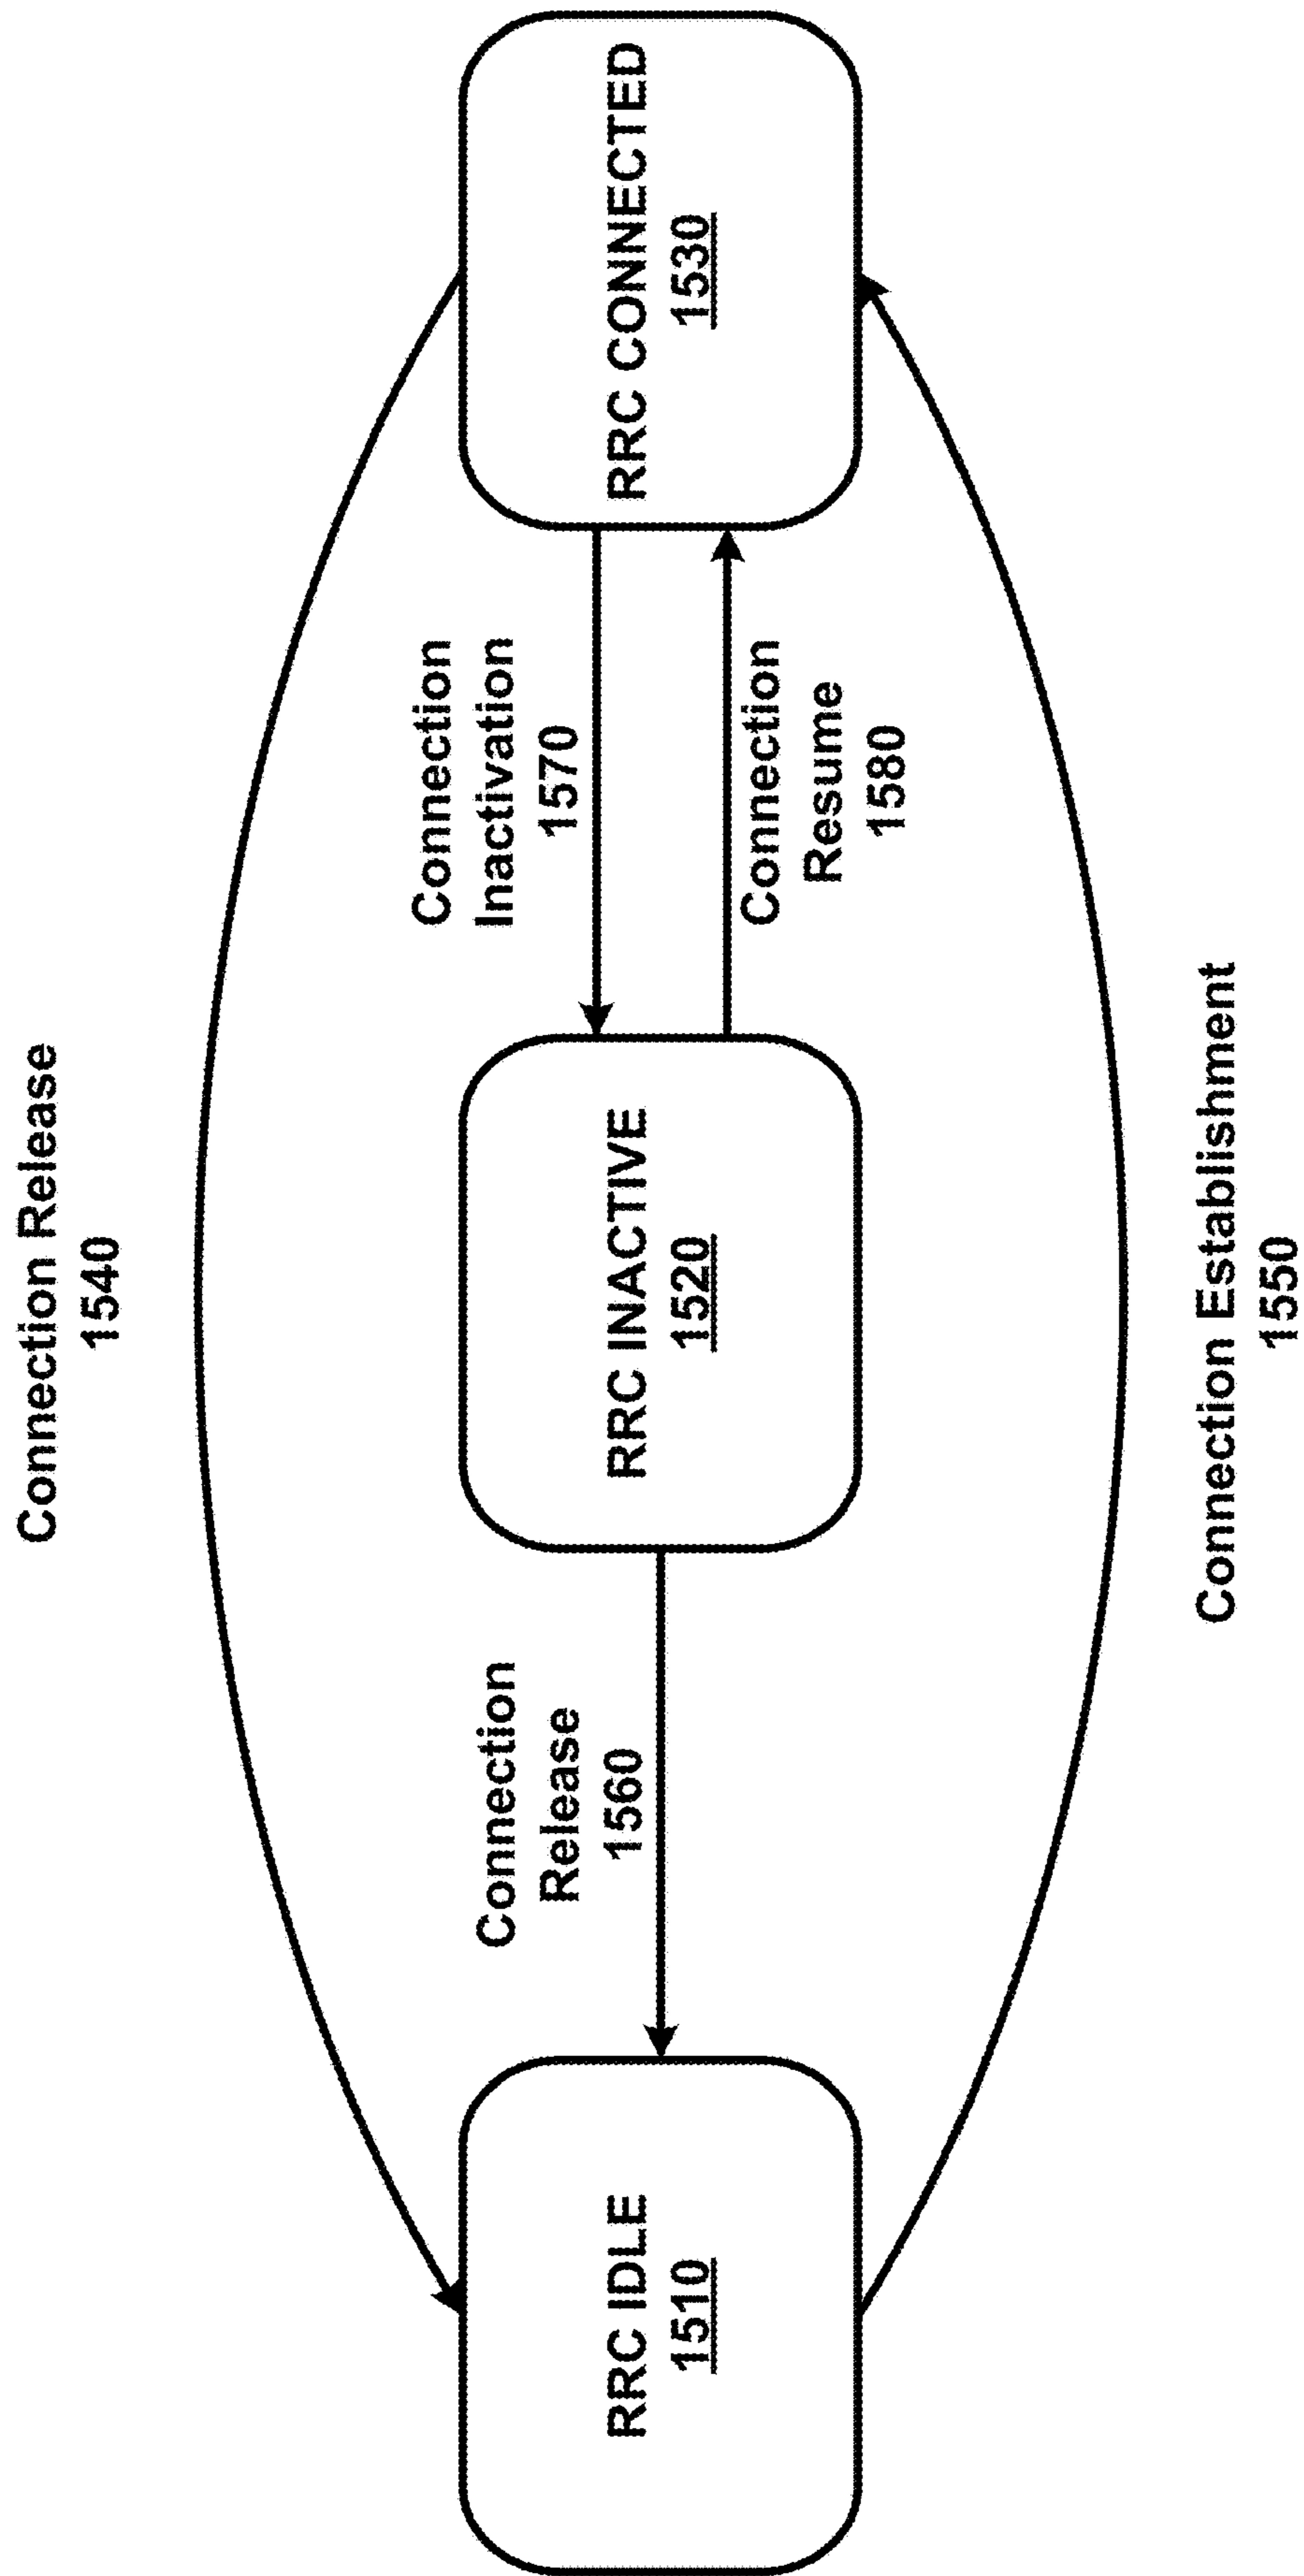 Connection Release
1540
RRC IDLE
1510
Connection
Release
1560
RRC INACTIVE
1520
Connection
Inactivation
1570
Connection
Resume
1580
RRC CONNECTED
1530
Connection Establishment
1550